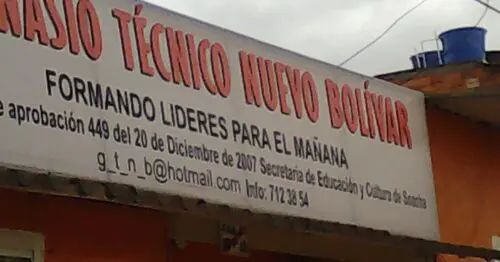 NASIO TÉCNICO NUEVO BOLÍVAR
FORMANDO LIDERES PARA EL MAÑANA
e aprobación 449 del 20 de Diciembre de 2007 Secretaria de Educación y Cultura de Soacha
g_t_n_b@hotmail.com Info: 712 38 54